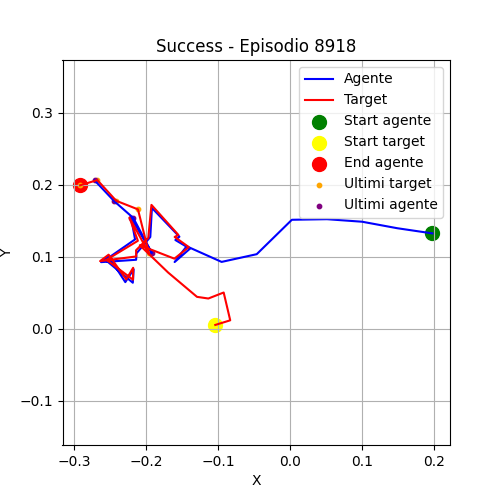 Success - Episodio 8918
Agente
Target
Start agente
Start target
End agente
Ultimi target
Ultimi agente
0.3
0.2
0.1
0.0
−0.1
Y
−0.3
−0.2
−0.1
0.0
0.1
0.2
X